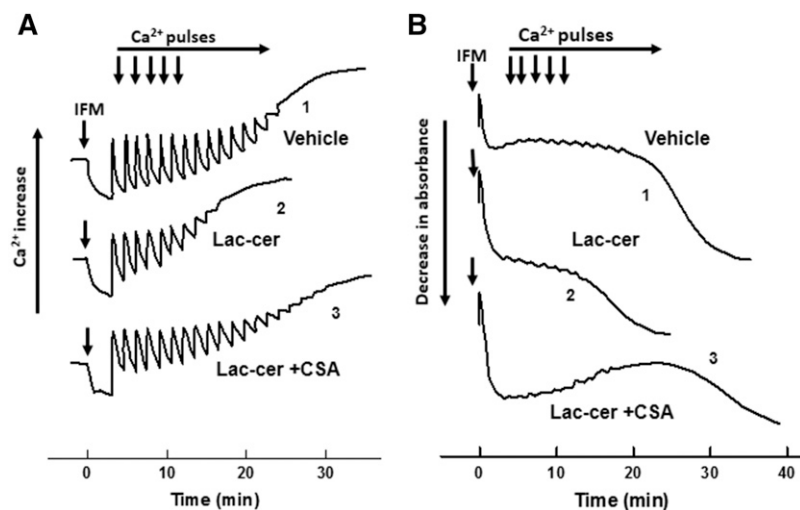 A
Ca²⁺ pulses
IFM
1
Vehicle
2
Lac-cer
3
Lac-cer +CSA
Ca²⁺ increase
0 10 20 30
Time (min)
B
Ca²⁺ pulses
IFM
Vehicle
1
Lac-cer
2
3
Lac-cer +CSA
Decrease in absorbance
0 10 20 30 40
Time (min)